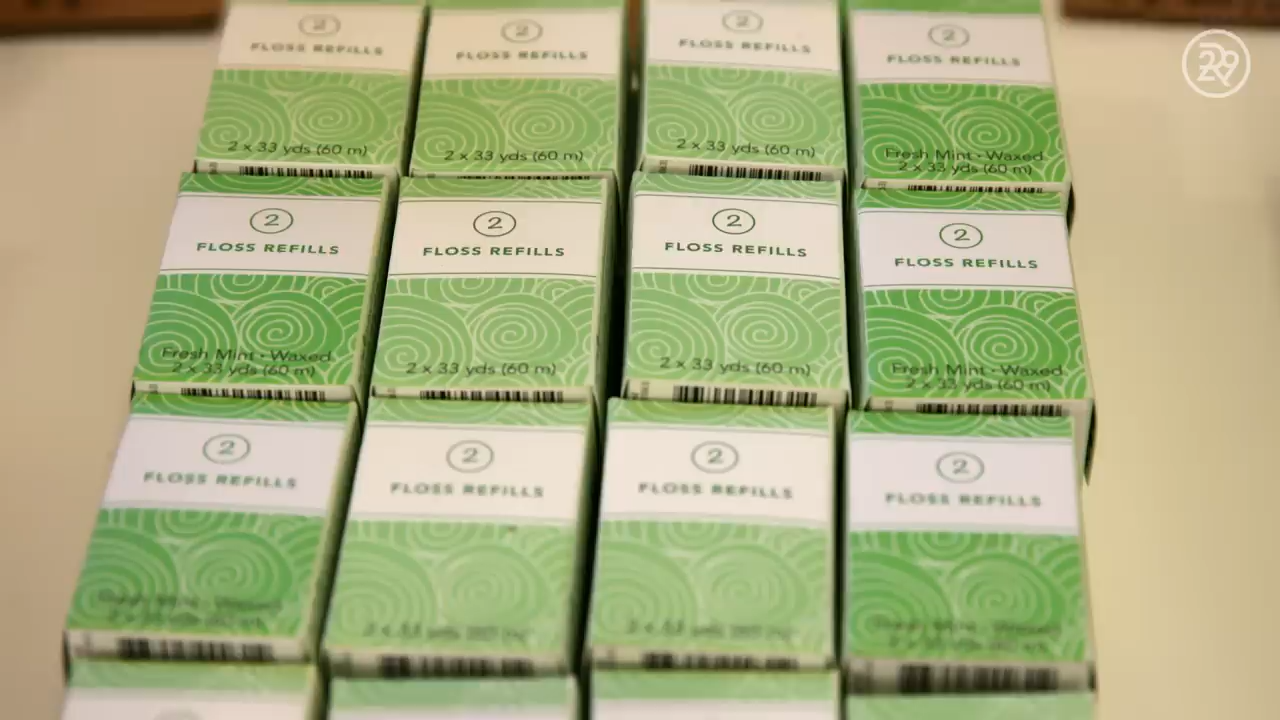 2
FLOSS REFILLS
2 x 33 yds (60 m)
2
FLOSS REFILLS
2 x 33 yds (60 m)
2
FLOSS REFILLS
2 x 33 yds (60 m)
2
FLOSS REFILLS
Fresh Mint • Waxed
2 x 33 yds (60 m)
R29
2
FLOSS REFILLS
Fresh Mint • Waxed
2 x 33 yds (60 m)
2
FLOSS REFILLS
2 x 33 yds (60 m)
2
FLOSS REFILLS
2 x 33 yds (60 m)
2
FLOSS REFILLS
Fresh Mint • Waxed
2 x 33 yds (60 m)
2
FLOSS REFILLS
2
FLOSS REFILLS
2
FLOSS REFILLS
2
FLOSS REFILLS